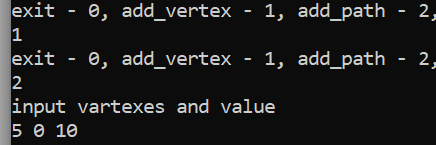 exit - 0, add_vertex - 1, add_path - 2,
1
exit - 0, add_vertex - 1, add_path - 2,
2
input vartexes and value
5 0 10